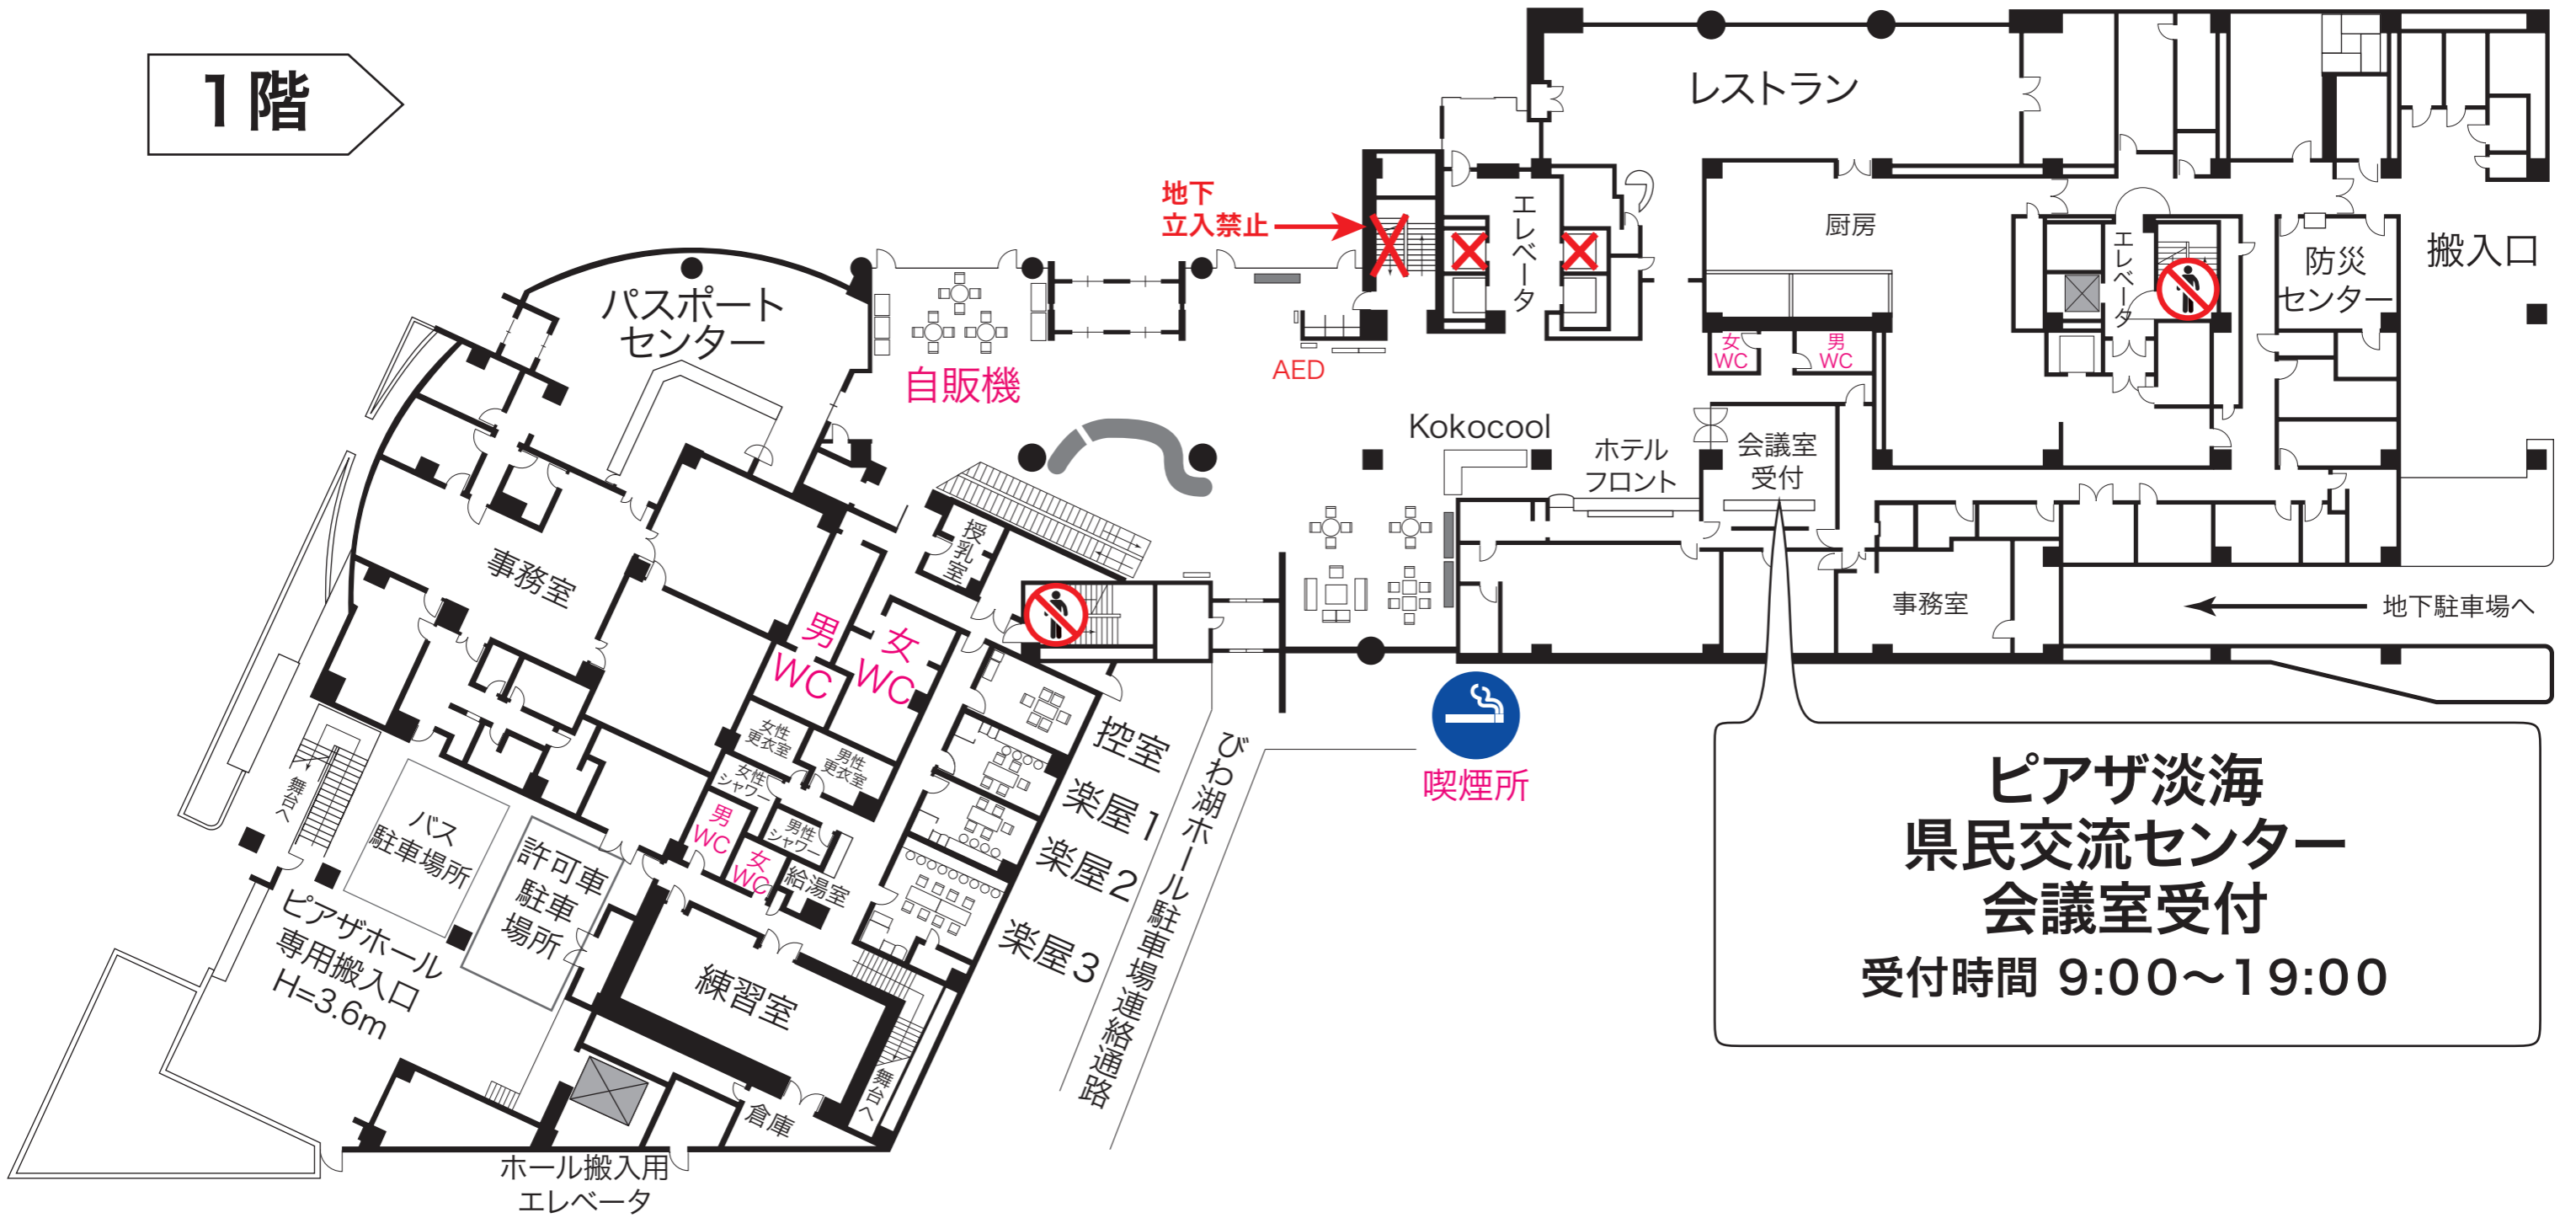 1階
レストラン
地下
立入禁止
エレベータ
厨房
エレベータ
防災
センター
搬入口
パスポート
センター
自販機
AED
女
WC
男
WC
Kokocool
ホテル
フロント
会議室
受付
授乳室
事務室
男
WC
女
WC
事務室
地下駐車場へ
女性
更衣室
男性
更衣室
女性
シャワー
男
WC
男性
シャワー
女
WC
給湯室
控室
楽屋1
楽屋2
楽屋3
びわ湖ホール駐車場連絡通路
喫煙所
舞台へ
バス
駐車場所
許可車
駐車
場所
ピアザホール
専用搬入口
H=3.6m
練習室
舞台へ
倉庫
ホール搬入用
エレベータ
ピアザ淡海
県民交流センター
会議室受付
受付時間 9:00〜19:00